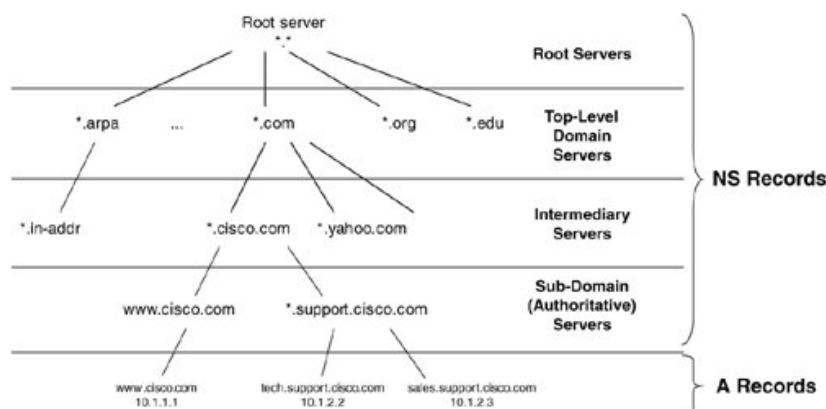 Root server
*.*
Root Servers
*.arpa ... *.com *.org *.edu
Top-Level
Domain
Servers
NS Records
*.in-addr *.cisco.com *.yahoo.com
Intermediary
Servers
www.cisco.com *.support.cisco.com
Sub-Domain
(Authoritative)
Servers
www.cisco.com
10.1.1.1
tech.support.cisco.com
10.1.2.2
sales.support.cisco.com
10.1.2.3
A Records